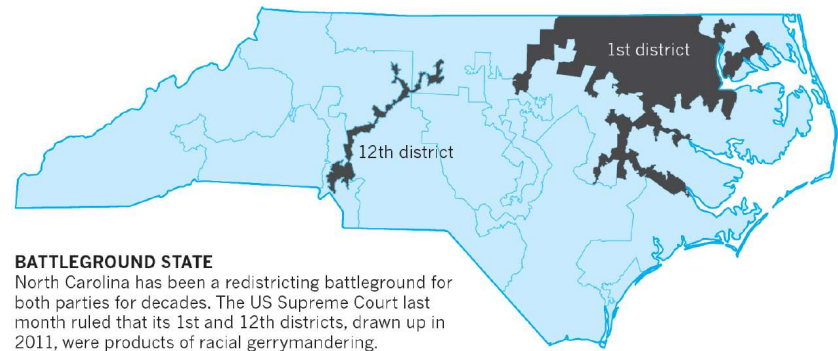 1st district
12th district
BATTLEGROUND STATE
North Carolina has been a redistricting battleground for
both parties for decades. The US Supreme Court last
month ruled that its 1st and 12th districts, drawn up in
2011, were products of racial gerrymandering.